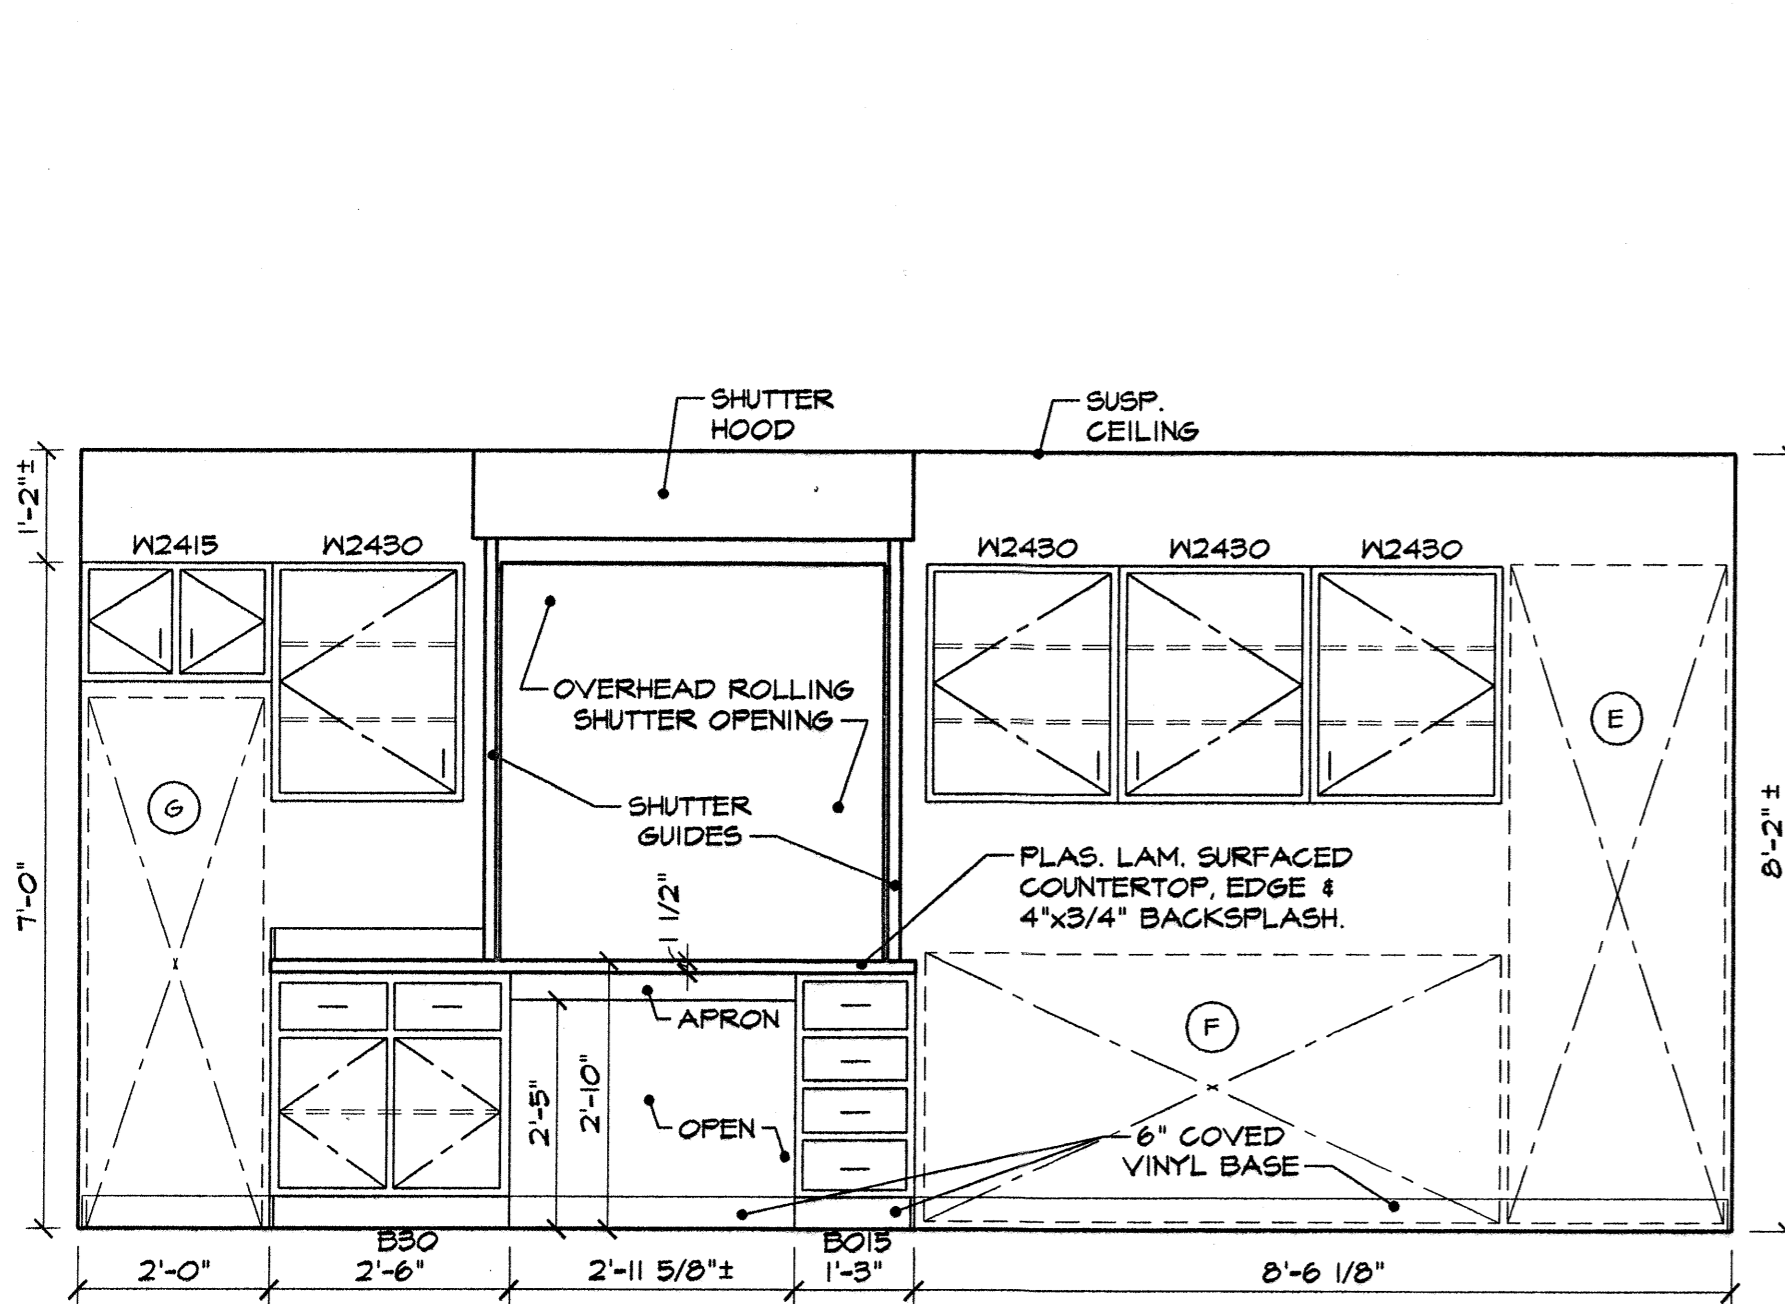 SHUTTER
HOOD
SUSP.
CEILING
1'-2"±
W2415
W2430
W2430
W2430
W2430
OVERHEAD ROLLING
SHUTTER OPENING
E
G
SHUTTER
GUIDES
8'-2"±
7'-0"
1 1/2"
PLAS. LAM. SURFACED
COUNTERTOP, EDGE &
4"x3/4" BACKSPLASH.
APRON
F
2'-5"
2'-10"
OPEN
6" COVED
VINYL BASE
B30
BO15
2'-0"
2'-6"
2'-11 5/8"±
1'-3"
8'-6 1/8"